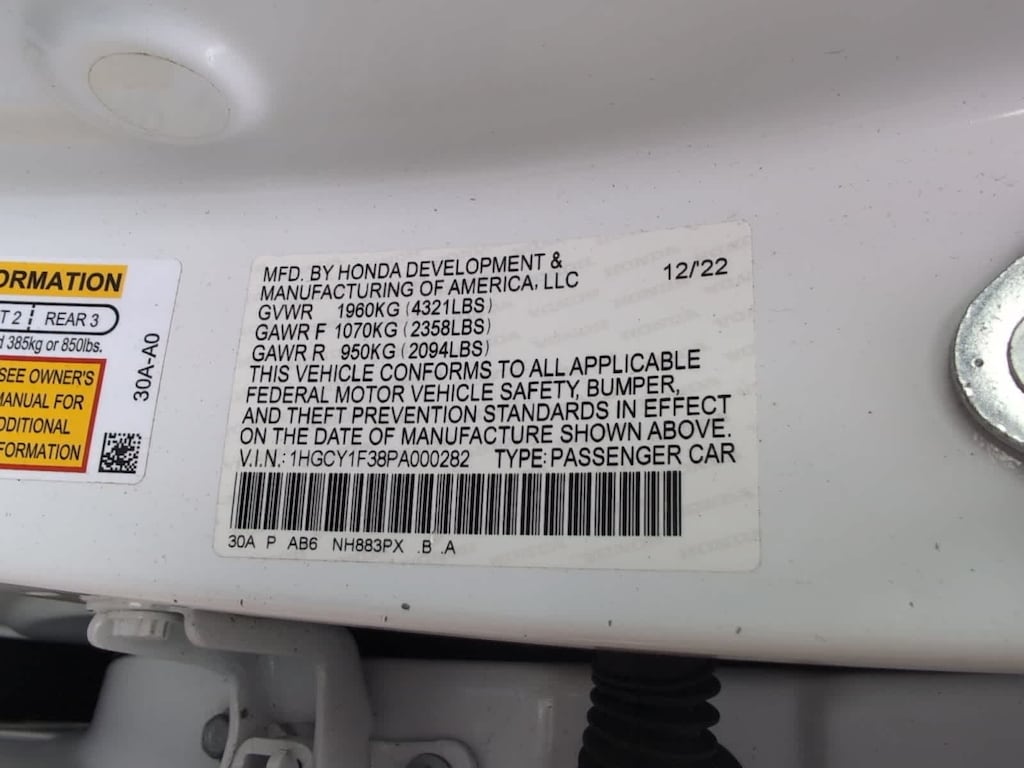 ORMATION
T 2 REAR 3
d 385kg or 850lbs.
SEE OWNER'S
MANUAL FOR
DDITIONAL
FORMATION
30A-A0
MFD. BY HONDA DEVELOPMENT &
MANUFACTURING OF AMERICA, LLC 12/'22
GVWR 1960KG (4321LBS)
GAWR F 1070KG (2358LBS)
GAWR R 950KG (2094LBS)
THIS VEHICLE CONFORMS TO ALL APPLICABLE
FEDERAL MOTOR VEHICLE SAFETY, BUMPER,
AND THEFT PREVENTION STANDARDS IN EFFECT
ON THE DATE OF MANUFACTURE SHOWN ABOVE.
V.I.N.: 1HGCY1F38PA000282 TYPE: PASSENGER CAR
30A P AB6 NH883PX .B .A